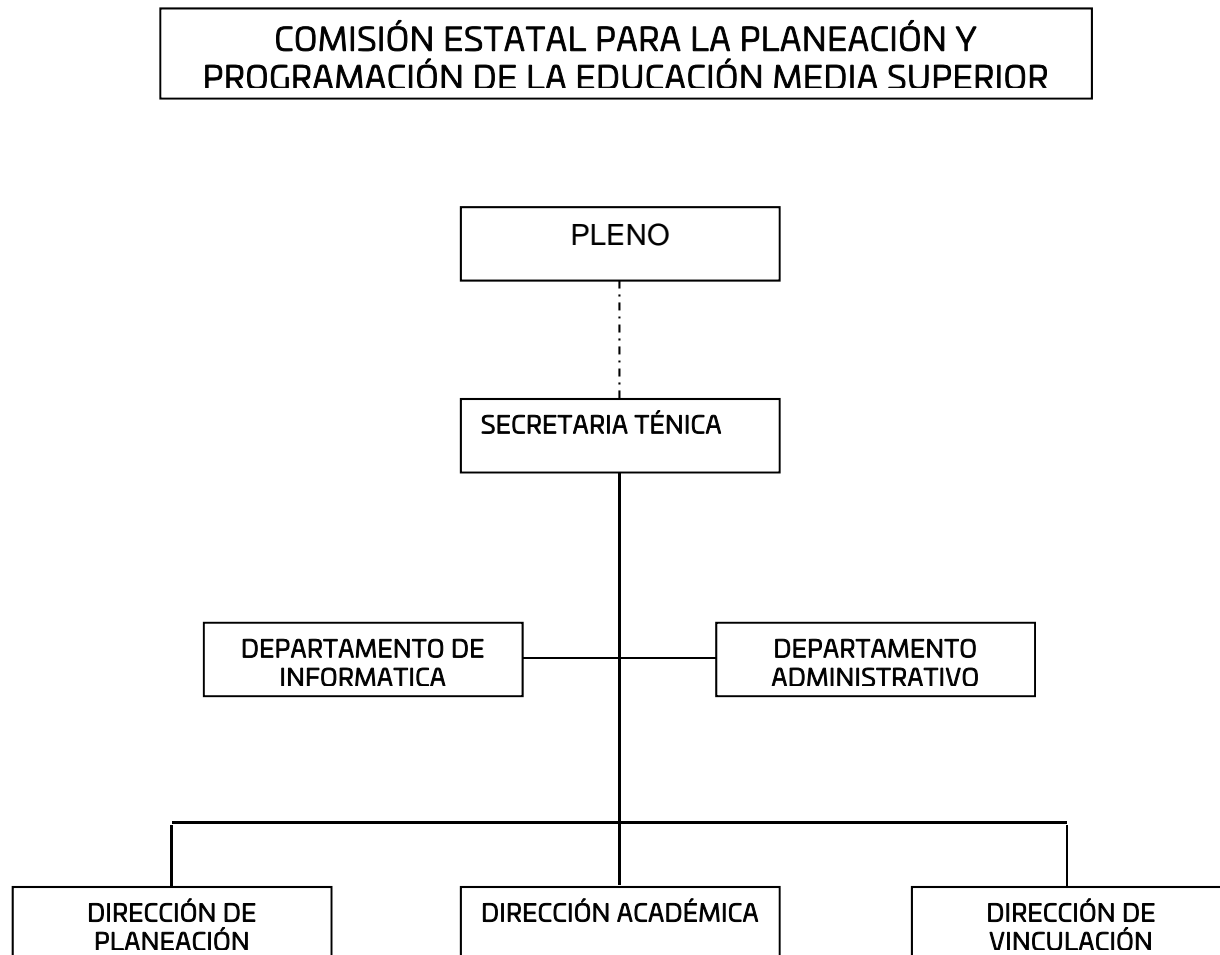 COMISIÓN ESTATAL PARA LA PLANEACIÓN Y
PROGRAMACIÓN DE LA EDUCACIÓN MEDIA SUPERIOR
PLENO
SECRETARIA TÉNICA
DEPARTAMENTO DE
INFORMATICA
DEPARTAMENTO
ADMINISTRATIVO
DIRECCIÓN DE
PLANEACIÓN
DIRECCIÓN ACADÉMICA
DIRECCIÓN DE
VINCULACIÓN